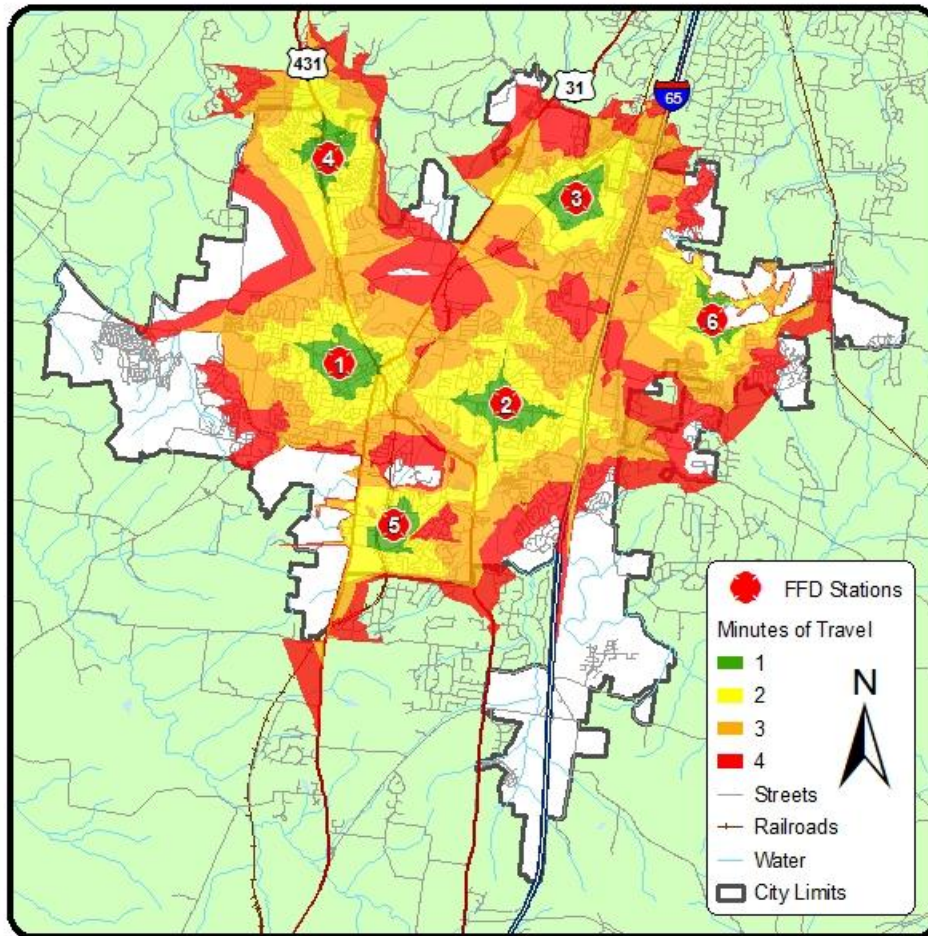 431
31
65
4
3
6
1
2
5
FFD Stations
Minutes of Travel
1
2
3
4
Streets
Railroads
Water
City Limits
N